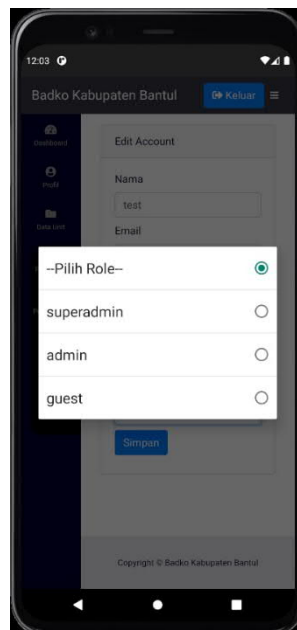 12:03
Badko Kabupaten Bantul
Keluar
Dashboard
Profil
Data Unit
Edit Account
Nama
test
Email
--Pilih Role--
superadmin
admin
guest
Simpan
Copyright © Badko Kabupaten Bantul